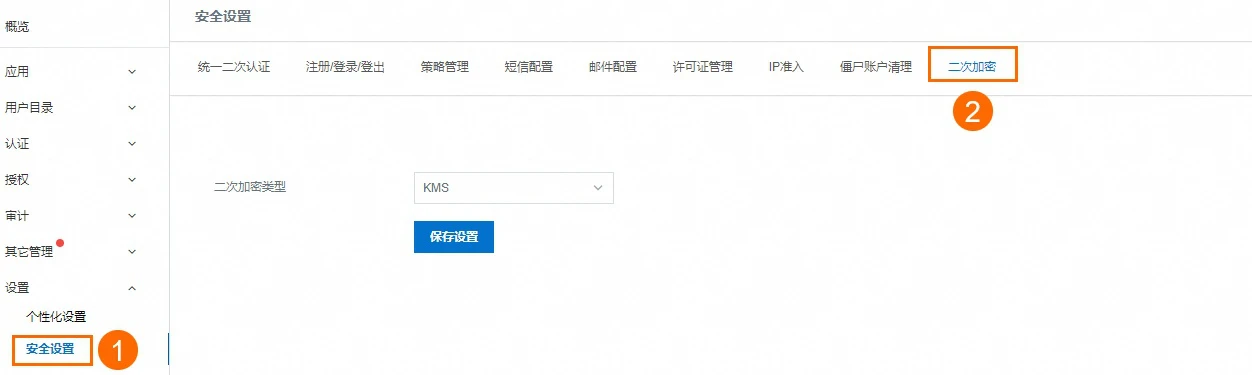 概览
应用
用户目录
认证
授权
审计
其它管理
设置
个性化设置
安全设置
1
安全设置
统一二次认证 注册/登录/登出 策略管理 短信配置 邮件配置 许可证管理 IP准入 僵尸账户清理 二次加密
2
二次加密类型 KMS
保存设置